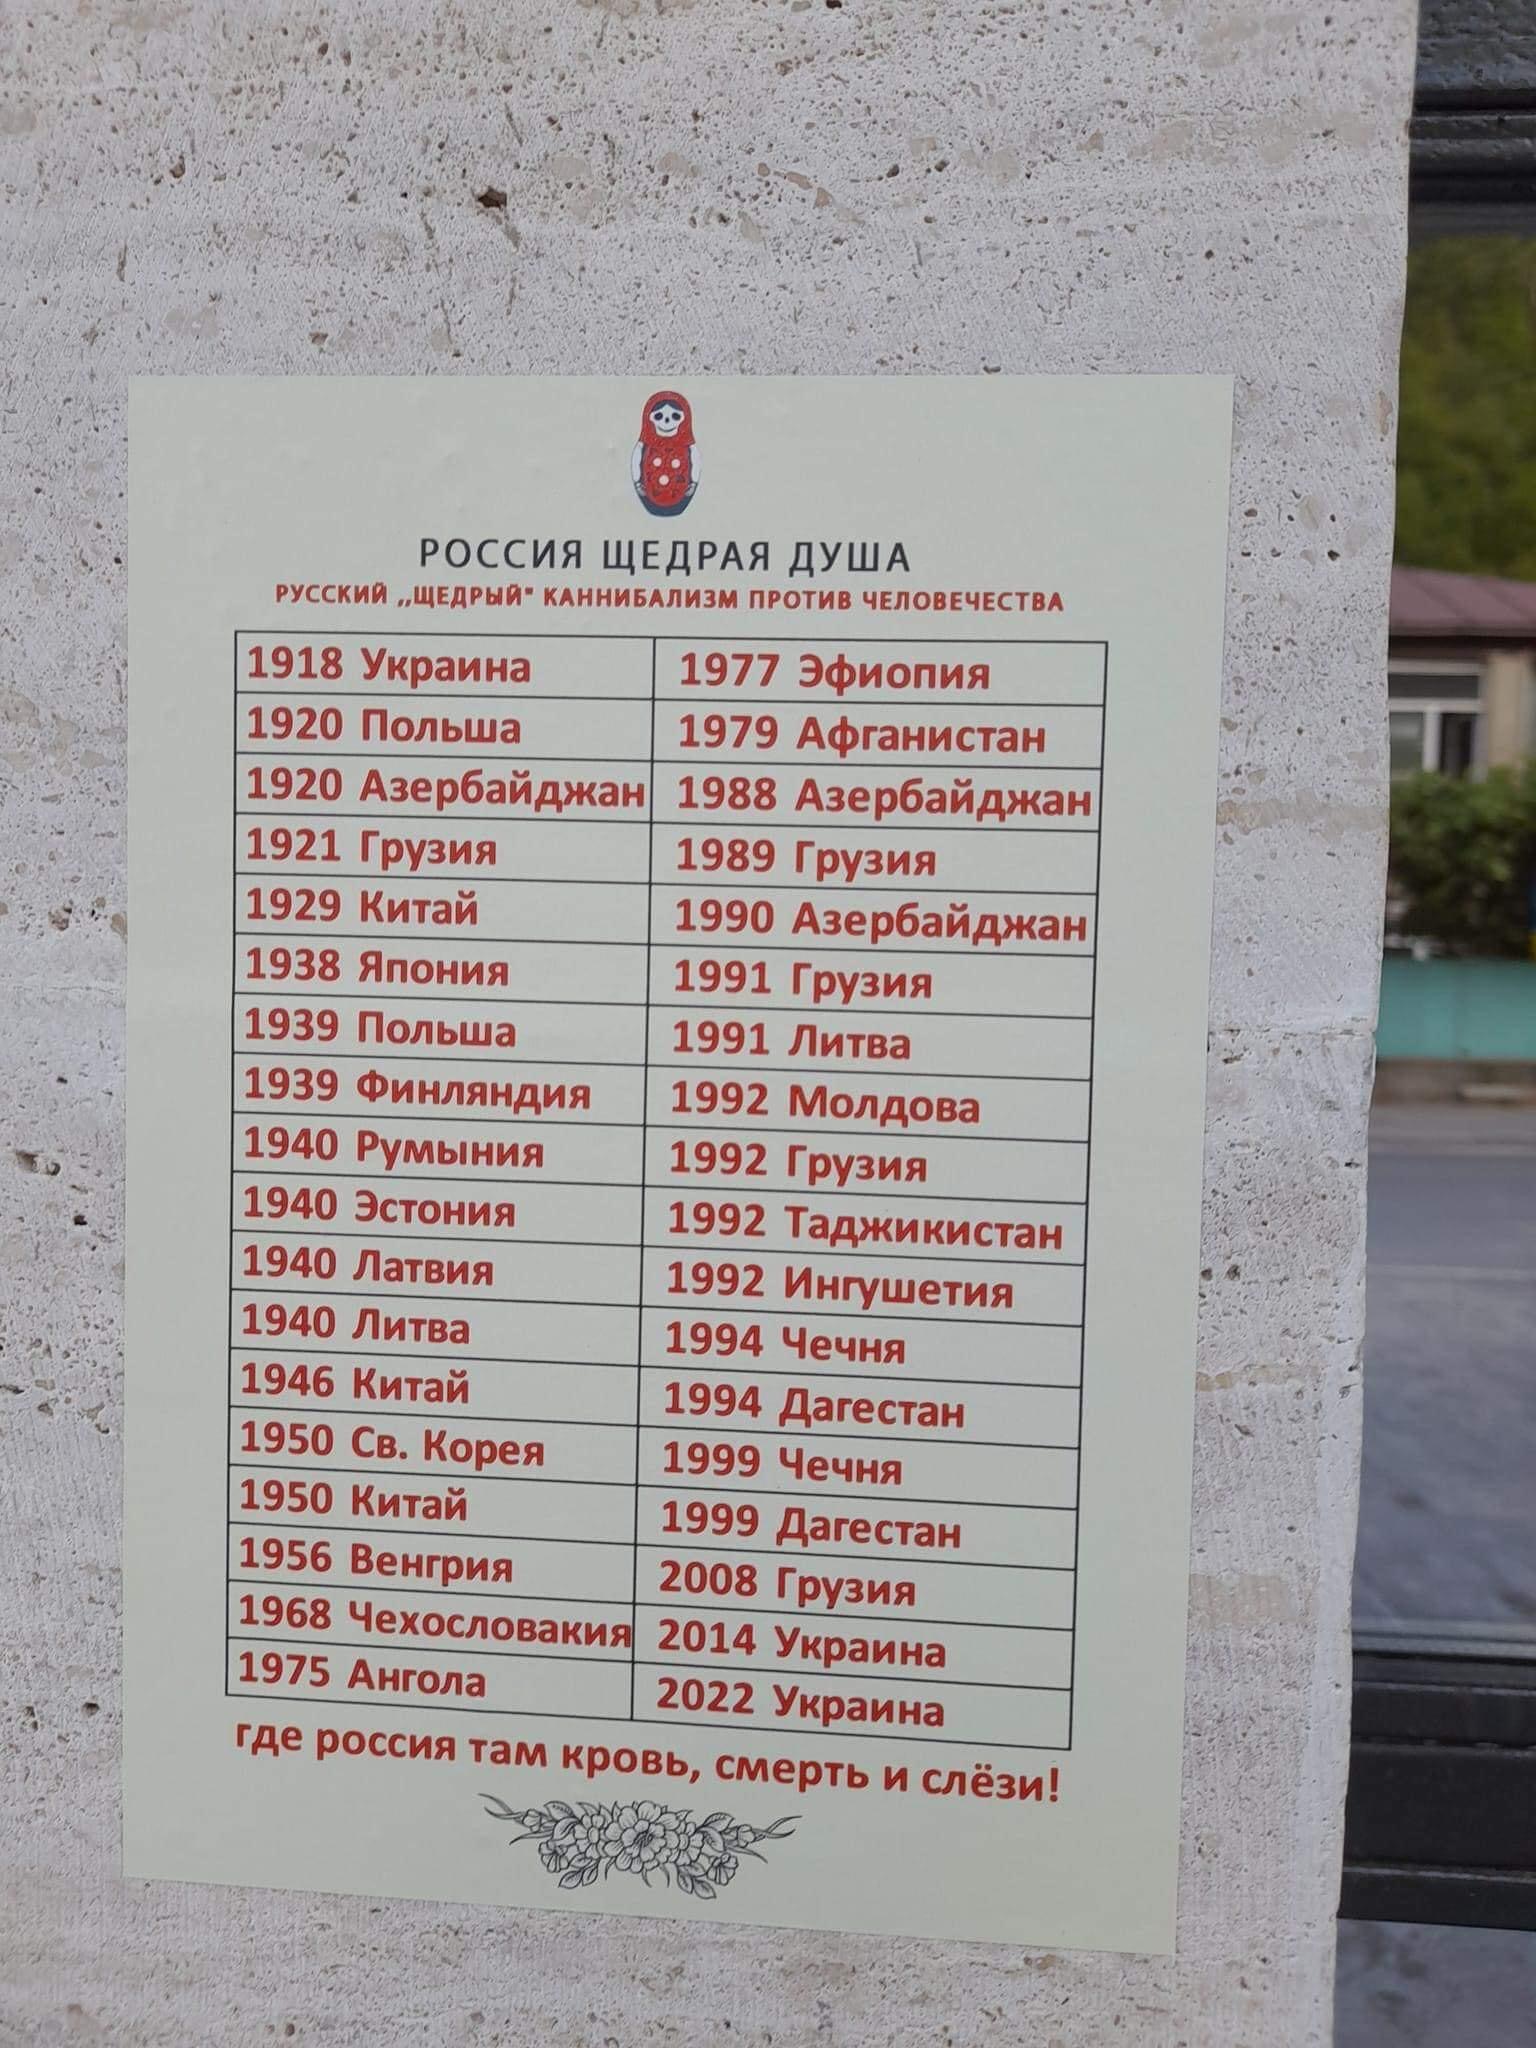 РОССИЯ ЩЕДРАЯ ДУША
РУССКИЙ ,,ЩЕДРЫЙ" КАННИБАЛИЗМ ПРОТИВ ЧЕЛОВЕЧЕСТВА
1918 Украина
1920 Польша
1920 Азербайджан
1921 Грузия
1929 Китай
1938 Япония
1939 Польша
1939 Финляндия
1940 Румыния
1940 Эстония
1940 Латвия
1940 Литва
1946 Китай
1950 Св. Корея
1950 Китай
1956 Венгрия
1968 Чехословакия
1975 Ангола
1977 Эфиопия
1979 Афганистан
1988 Азербайджан
1989 Грузия
1990 Азербайджан
1991 Грузия
1991 Литва
1992 Молдова
1992 Грузия
1992 Таджикистан
1992 Ингушетия
1994 Чечня
1994 Дагестан
1999 Чечня
1999 Дагестан
2008 Грузия
2014 Украина
2022 Украина
где россия там кровь, смерть и слёзи!